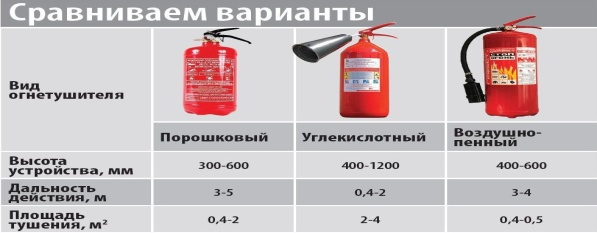 Сравниваем варианты
Вид
огнетушителя
СТОП
ОГОНЬ
Порошковый
Углекислотный
Воздушно-
пенный
Высота
устройства, мм
300-600
400-1200
400-600
Дальность
действия, м
3-5
0,4-2
3-4
Площадь
тушения, м²
0,4-2
2-4
0,4-0,5